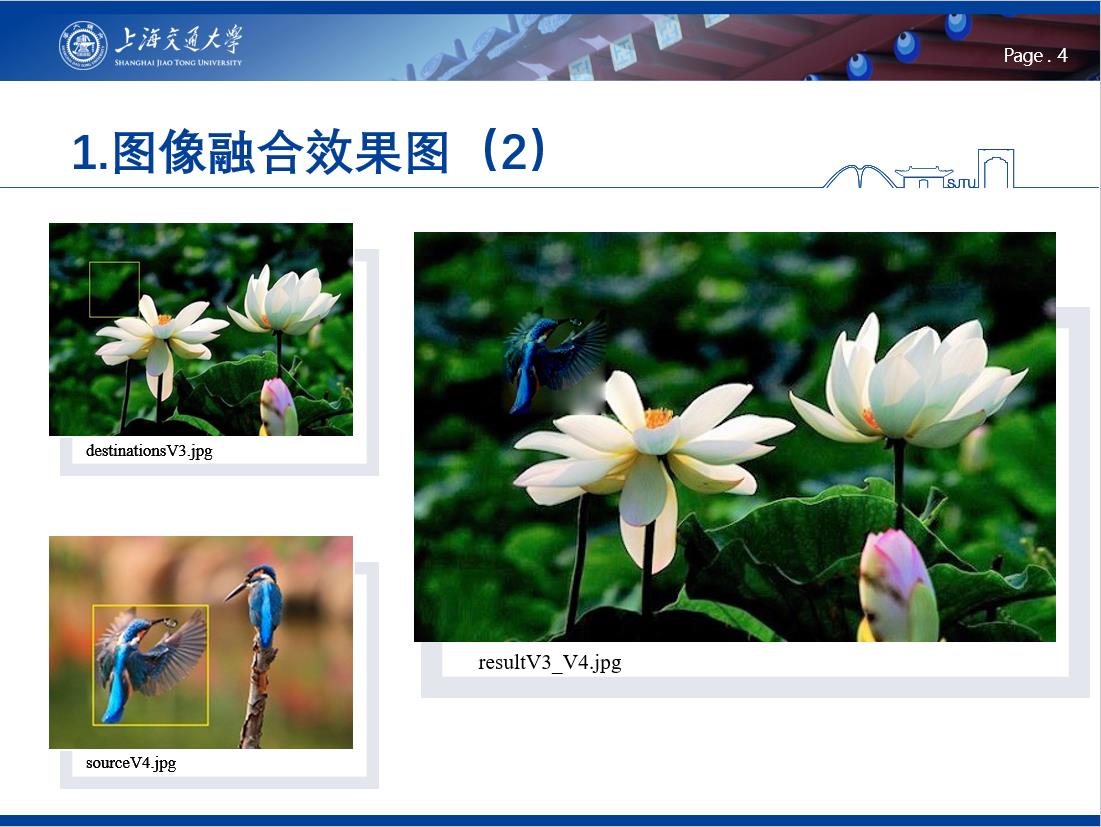 上海交通大学
SHANGHAI JIAO TONG UNIVERSITY
Page . 4
1.图像融合效果图（2）
SJTU
destinationsV3.jpg
resultV3_V4.jpg
sourceV4.jpg